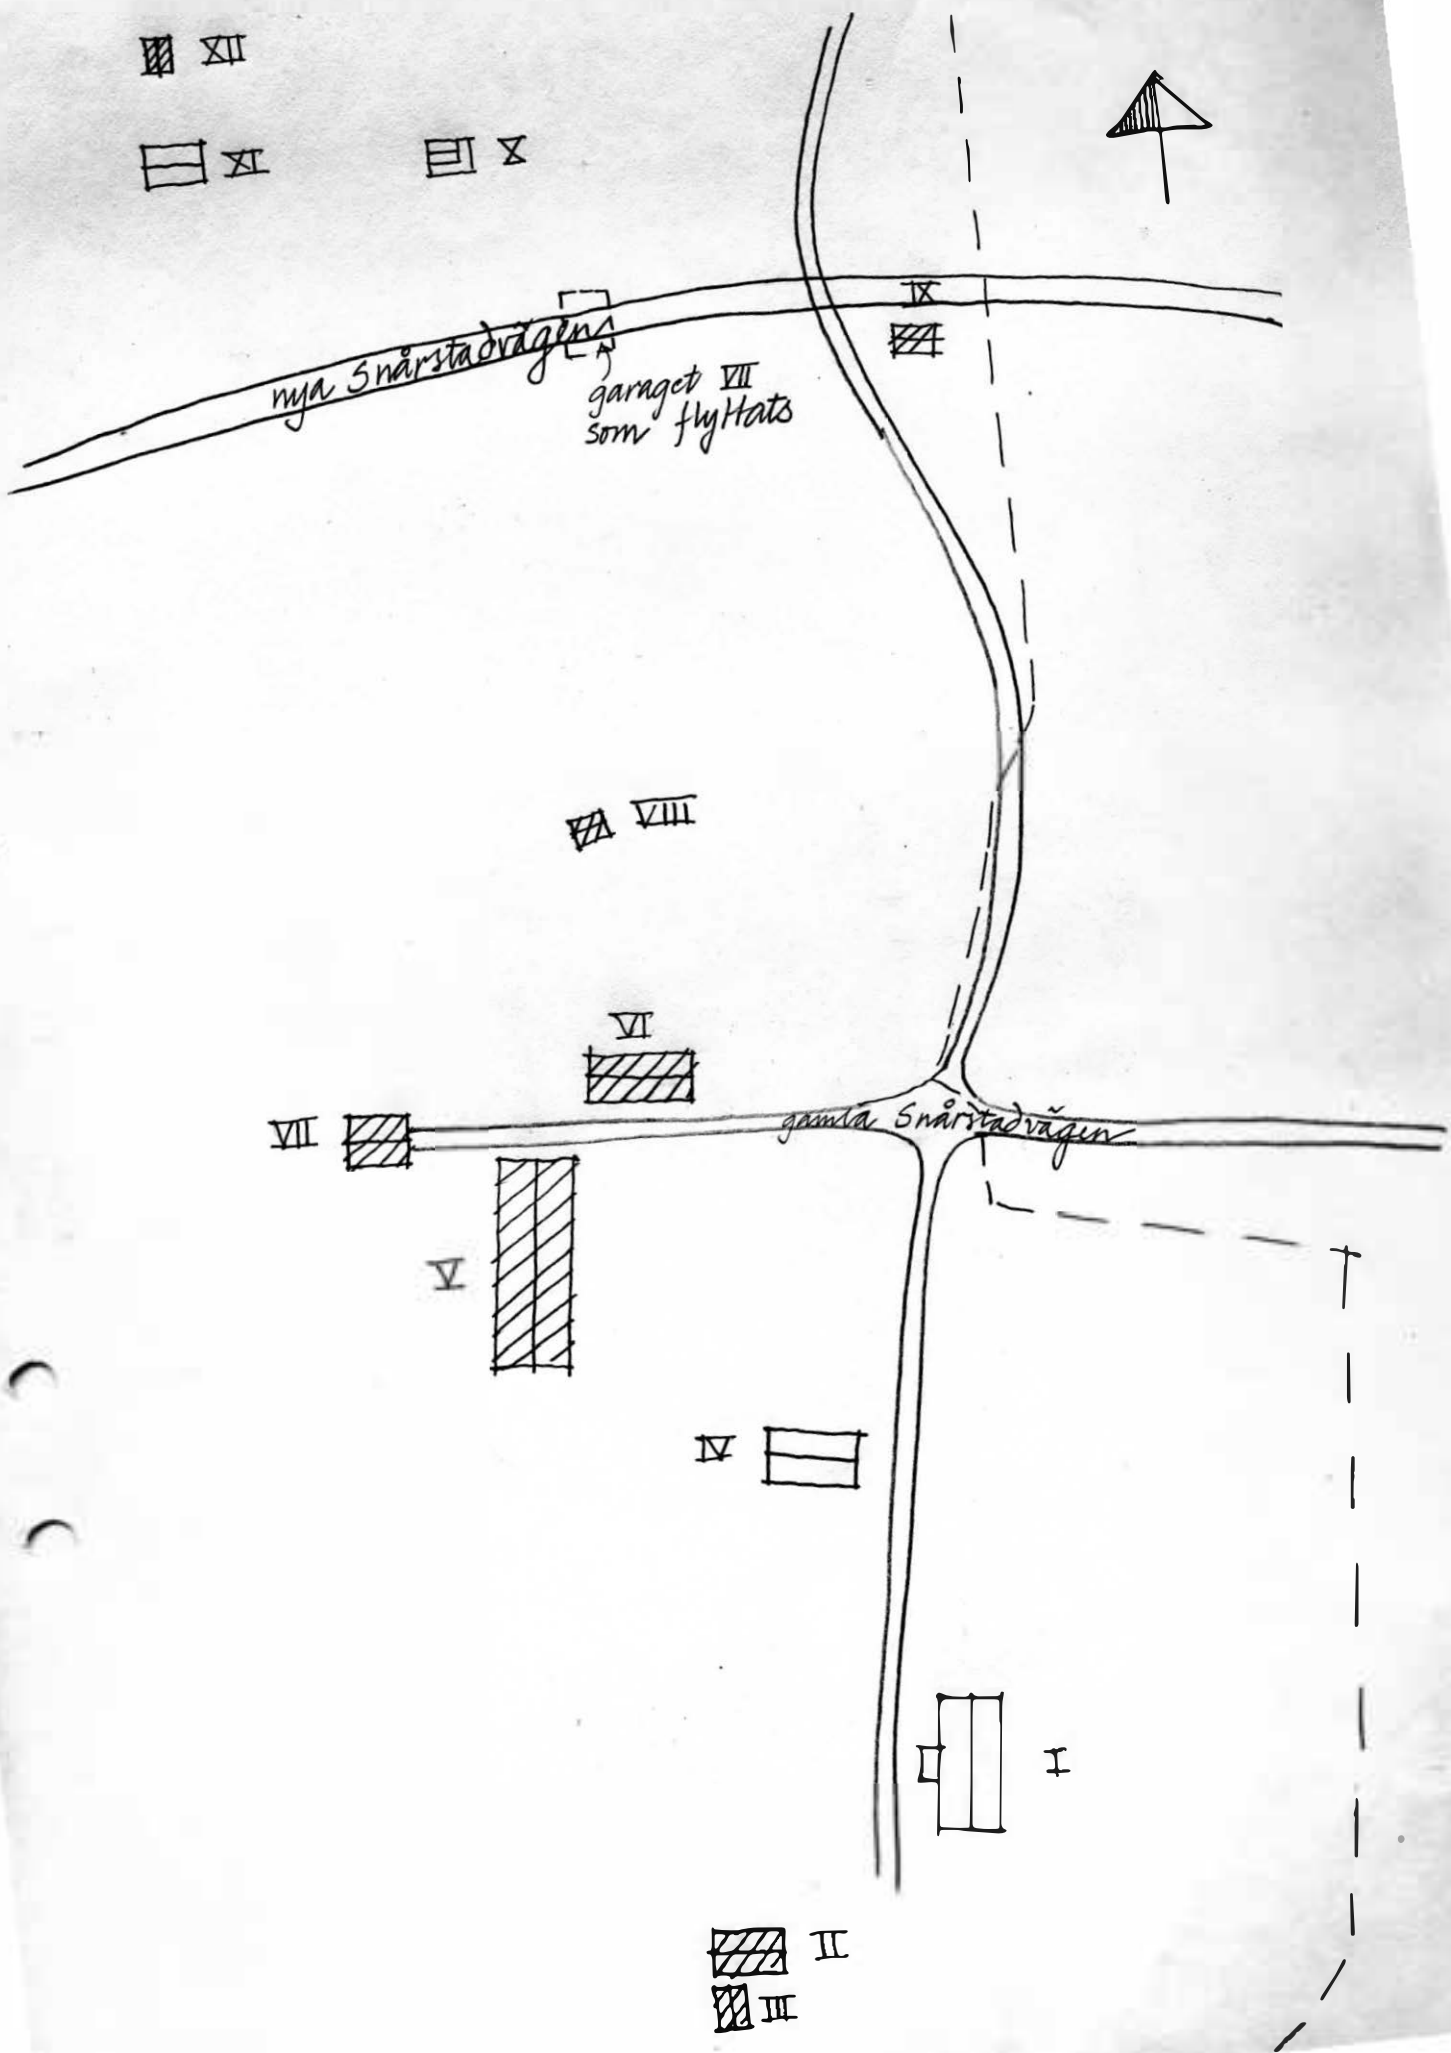 XII
XI
X
IX
nya Snårstadvägen
garaget VII
som flyttats
VIII
VI
VII
gamla Snårstadvägen
V
IV
I
II
III